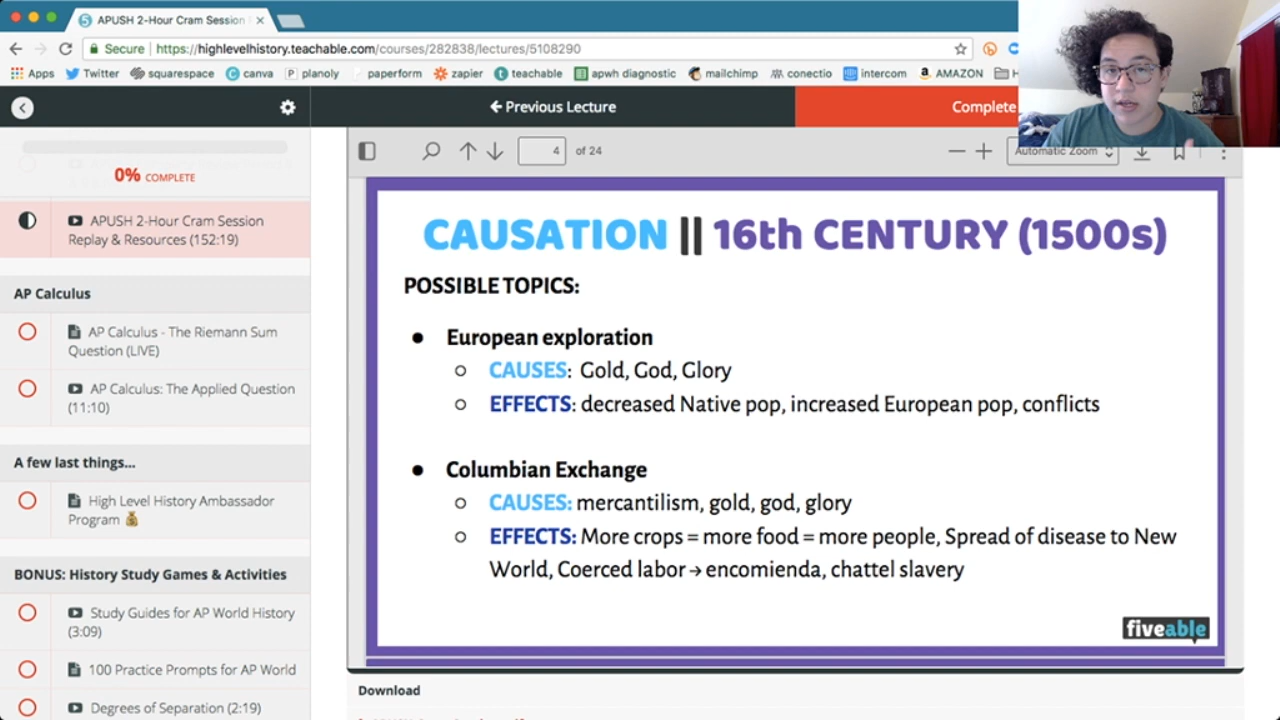 APUSH 2-Hour Cram Session
Secure
https://highlevelhistory.teachable.com/courses/282838/lectures/5108290
Apps Twitter squarespace canva planoly paperform zapier teachable apwh diagnostic mailchimp conectio intercom AMAZON
← Previous Lecture
Complete
4 of 24
Automatic Zoom
0% COMPLETE
APUSH 2-Hour Cram Session
Replay & Resources (152:19)
AP Calculus
AP Calculus - The Riemann Sum
Question (LIVE)
AP Calculus: The Applied Question
(11:10)
A few last things...
High Level History Ambassador
Program 💰
BONUS: History Study Games & Activities
Study Guides for AP World History
(3:09)
100 Practice Prompts for AP World
Degrees of Separation (2:19)
CAUSATION || 16th CENTURY (1500s)
POSSIBLE TOPICS:
● European exploration
○ CAUSES: Gold, God, Glory
○ EFFECTS: decreased Native pop, increased European pop, conflicts
● Columbian Exchange
○ CAUSES: mercantilism, gold, god, glory
○ EFFECTS: More crops = more food = more people, Spread of disease to New
World, Coerced labor → encomienda, chattel slavery
fiveable
Download